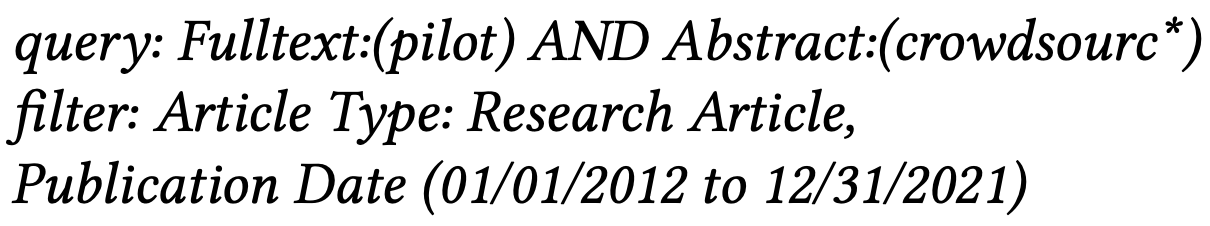 query: Fulltext:(pilot) AND Abstract:(crowdsourc*)
filter: Article Type: Research Article,
Publication Date (01/01/2012 to 12/31/2021)